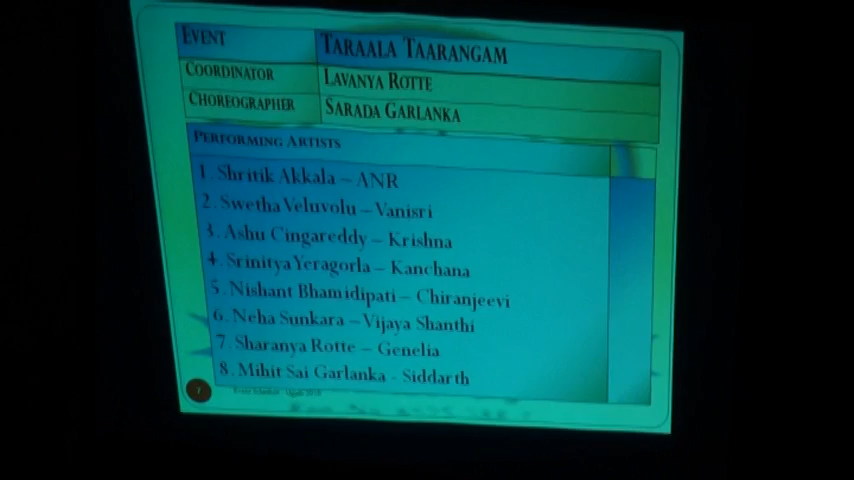 EVENT TARAALA TAARANGAM
COORDINATOR LAVANYA ROTTE
CHOREOGRAPHER SARADA GARLANKA
PERFORMING ARTISTS
1. Shritik Akkala – ANR
2. Swetha Veluvolu – Vanisri
3. Ashu Cingareddy – Krishna
4. Srinitya Yeragorla – Kanchana
5. Nishant Bhamidipati – Chiranjeevi
6. Neha Sunkara – Vijaya Shanthi
7. Sharanya Rotte – Genelia
8. Mihit Sai Garlanka - Siddarth